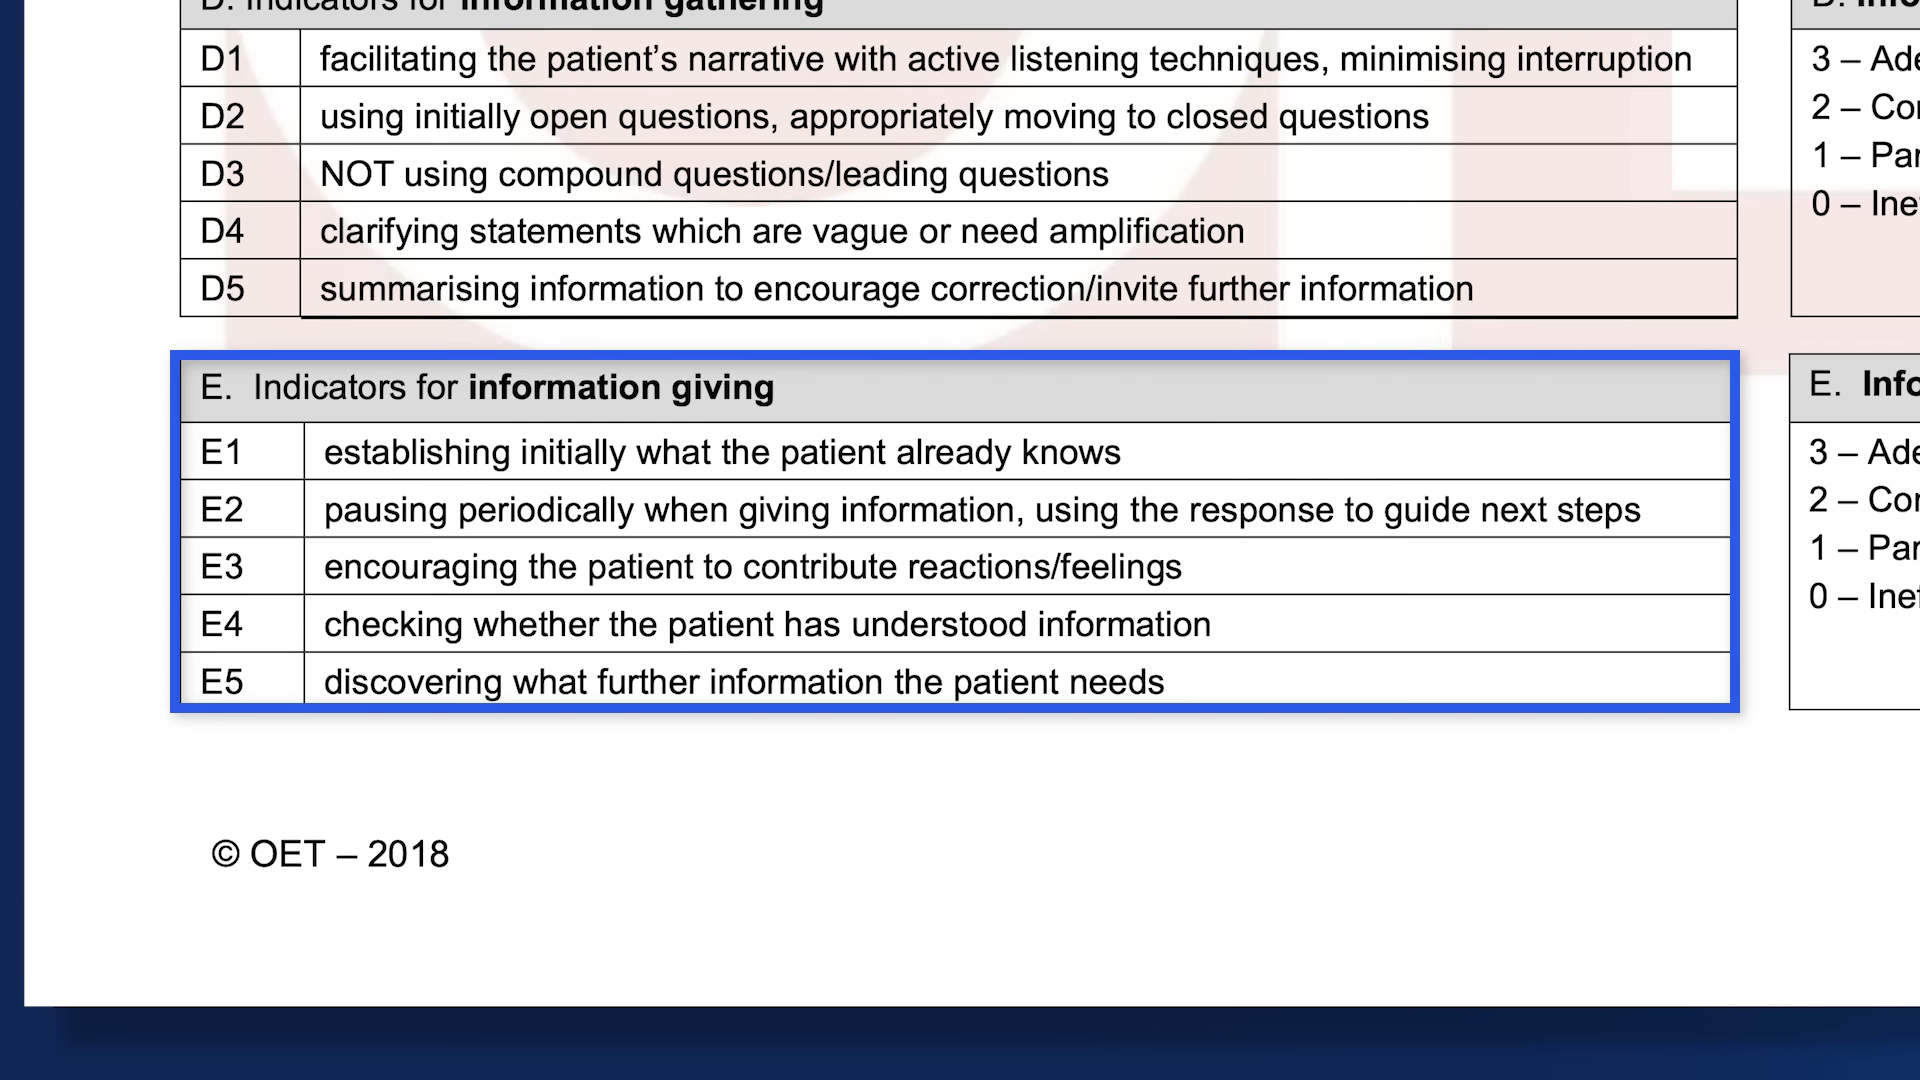 D. Indicators for information gathering
D1 facilitating the patient’s narrative with active listening techniques, minimising interruption
D2 using initially open questions, appropriately moving to closed questions
D3 NOT using compound questions/leading questions
D4 clarifying statements which are vague or need amplification
D5 summarising information to encourage correction/invite further information
3 –
2 –
1 –
0 –
E. Indicators for information giving
E1 establishing initially what the patient already knows
E2 pausing periodically when giving information, using the response to guide next steps
E3 encouraging the patient to contribute reactions/feelings
E4 checking whether the patient has understood information
E5 discovering what further information the patient needs
E.
3 –
2 –
1 –
0 –
© OET – 2018